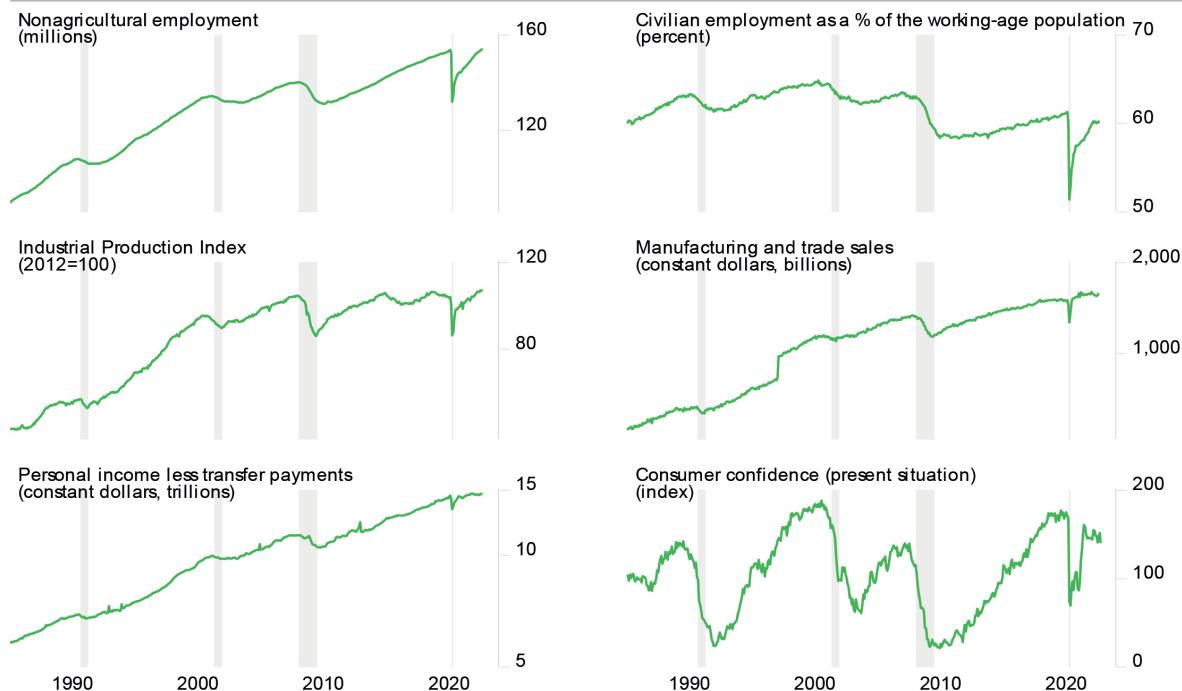 Nonagricultural employment
(millions)
160
120
Civilian employment as a % of the working-age population
(percent)
70
60
50
Industrial Production Index
(2012=100)
120
80
Manufacturing and trade sales
(constant dollars, billions)
2,000
1,000
Personal income less transfer payments
(constant dollars, trillions)
15
10
5
1990 2000 2010 2020
Consumer confidence (present situation)
(index)
200
100
0
1990 2000 2010 2020